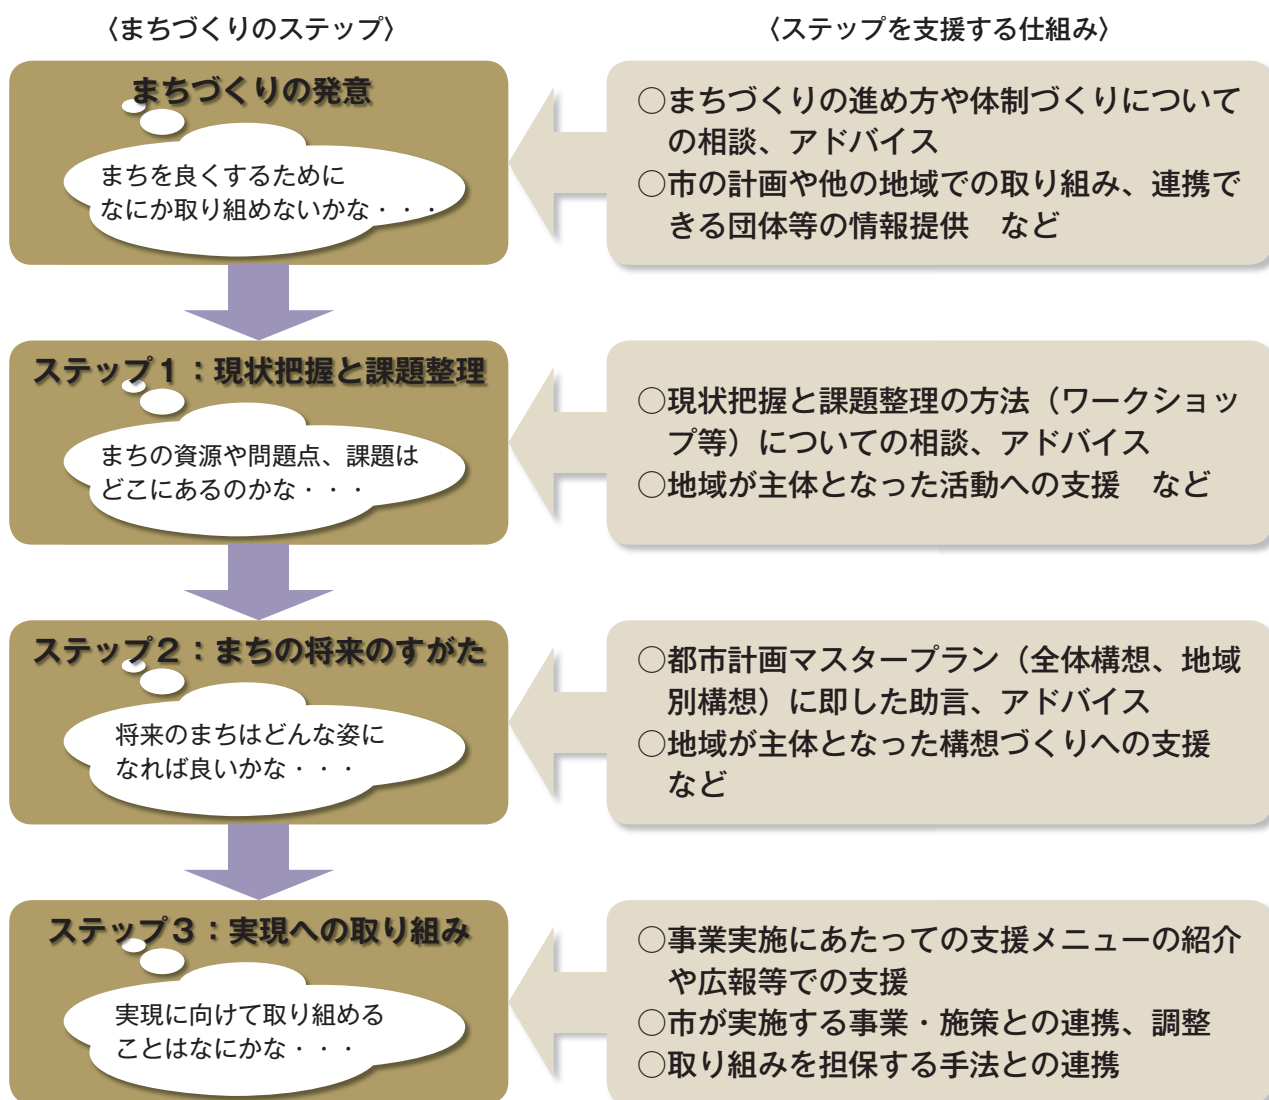 〈まちづくりのステップ〉
〈ステップを支援する仕組み〉
まちづくりの発意
まちを良くするために
なにか取り組めないかな・・・
○まちづくりの進め方や体制づくりについて
の相談、アドバイス
○市の計画や他の地域での取り組み、連携で
きる団体等の情報提供　など
ステップ1：現状把握と課題整理
まちの資源や問題点、課題は
どこにあるのかな・・・
○現状把握と課題整理の方法（ワークショッ
プ等）についての相談、アドバイス
○地域が主体となった活動への支援　など
ステップ2：まちの将来のすがた
将来のまちはどんな姿に
なれば良いかな・・・
○都市計画マスタープラン（全体構想、地域
別構想）に即した助言、アドバイス
○地域が主体となった構想づくりへの支援
など
ステップ3：実現への取り組み
実現に向けて取り組める
ことはなにかな・・・
○事業実施にあたっての支援メニューの紹介
や広報等での支援
○市が実施する事業・施策との連携、調整
○取り組みを担保する手法との連携